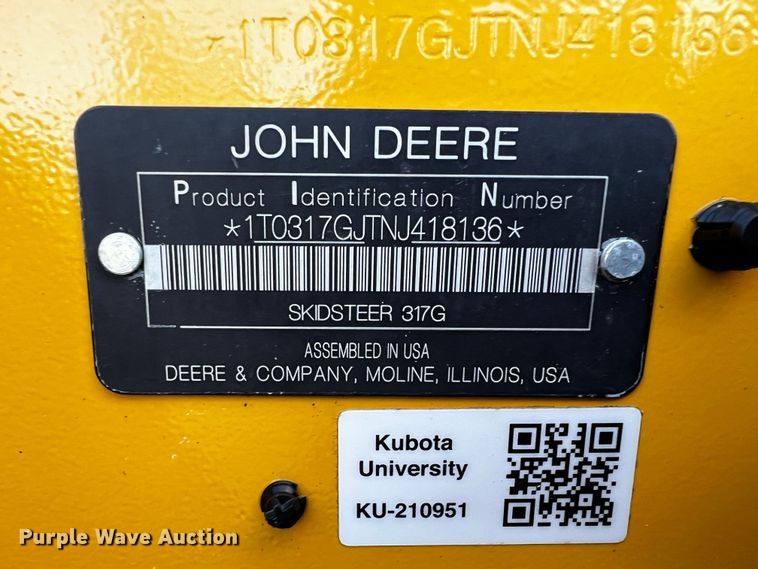 *1T0317GJTNJ418136
JOHN DEERE
Product Identification Number
*1T0317GJTNJ418136*
SKIDSTEER 317G
ASSEMBLED IN USA
DEERE & COMPANY, MOLINE, ILLINOIS, USA
Kubota
University
KU-210951
Purple Wave Auction